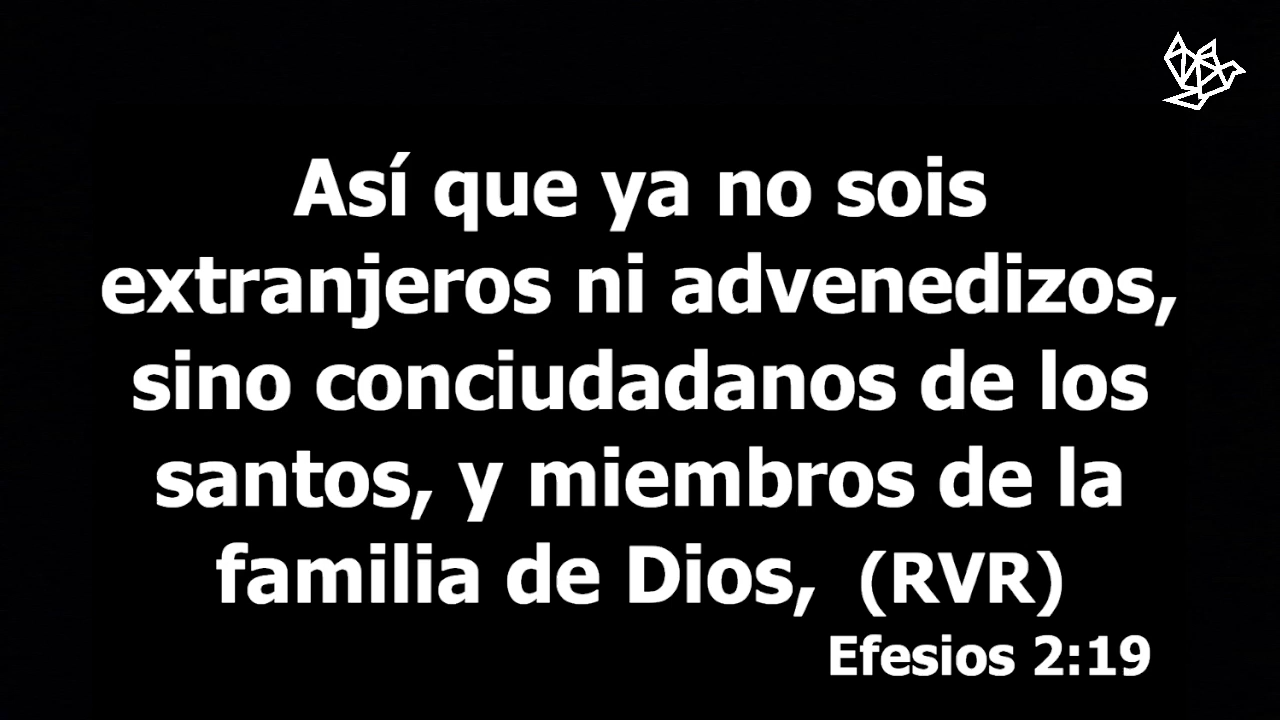 Así que ya no sois
extranjeros ni advenedizos,
sino conciudadanos de los
santos, y miembros de la
familia de Dios, (RVR)
Efesios 2:19